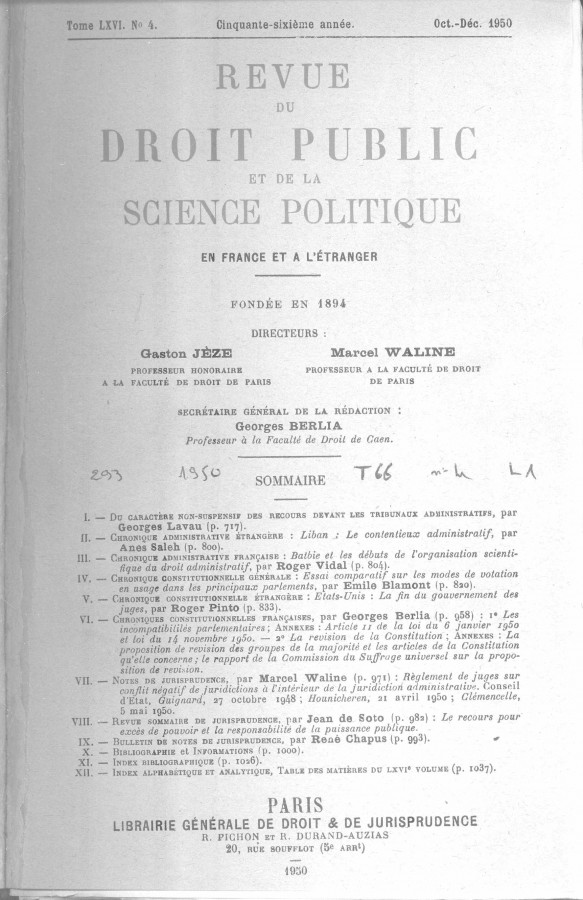 Tome LXVI. No 4. Cinquante-sixième année. Oct.-Déc. 1950
REVUE
DU
DROIT PUBLIC
ET DE LA
SCIENCE POLITIQUE
EN FRANCE ET A L'ÉTRANGER
FONDÉE EN 1894
DIRECTEURS :
Gaston JÈZE
PROFESSEUR HONORAIRE
A LA FACULTÉ DE DROIT DE PARIS
Marcel WALINE
PROFESSEUR A LA FACULTÉ DE DROIT
DE PARIS
SECRÉTAIRE GÉNÉRAL DE LA RÉDACTION :
Georges BERLIA
Professeur à la Faculté de Droit de Caen.
293 1950 SOMMAIRE T66 n° 4 L1
I. — DU CARACTÈRE NON-SUSPENSIF DES RECOURS DEVANT LES TRIBUNAUX ADMINISTRATIFS, par
Georges Lavau (p. 717).
II. — CHRONIQUE ADMINISTRATIVE ÉTRANGÈRE : Liban : Le contentieux administratif, par
Anes Saleh (p. 800).
III. — CHRONIQUE ADMINISTRATIVE FRANÇAISE : Batbie et les débuts de l'organisation scienti-
fique du droit administratif, par Roger Vidal (p. 804).
IV. — CHRONIQUE CONSTITUTIONNELLE GÉNÉRALE : Essai comparatif sur les modes de votation
en usage dans les principaux parlements, par Emile Blamont (p. 820).
V. — CHRONIQUE CONSTITUTIONNELLE ÉTRANGÈRE : Etats-Unis : La fin du gouvernement des
juges, par Roger Pinto (p. 833).
VI. — CHRONIQUES CONSTITUTIONNELLES FRANÇAISES, par Georges Berlia (p. 958) : 1° Les
incompatibilités parlementaires ; ANNEXES : Article 11 de la loi du 6 janvier 1950
et loi du 14 novembre 1950. — 2° La revision de la Constitution ; ANNEXES : La
proposition de revision des groupes de la majorité et les articles de la Constitution
qu'elle concerne ; le rapport de la Commission du Suffrage universel sur la propo-
sition de revision.
VII. — NOTES DE JURISPRUDENCE, par Marcel Waline (p. 971) : Règlement de juges sur
conflit négatif de juridictions à l'intérieur de la juridiction administrative. Conseil
d'Etat, Guignard, 27 octobre 1948 ; Hounicheren, 21 avril 1950 ; Clémencelle,
5 mai 1950.
VIII. — REVUE SOMMAIRE DE JURISPRUDENCE, par Jean de Soto (p. 982) : Le recours pour
excès de pouvoir et la responsabilité de la puissance publique.
IX. — BULLETIN DE NOTES DE JURISPRUDENCE, par René Chapus (p. 993).
X. — BIBLIOGRAPHIE et INFORMATIONS (p. 1000).
XI. — INDEX BIBLIOGRAPHIQUE (p. 1026).
XII. — INDEX ALPHABÉTIQUE ET ANALYTIQUE, TABLE DES MATIÈRES DU LXVIe VOLUME (p. 1037).
PARIS
LIBRAIRIE GÉNÉRALE DE DROIT & DE JURISPRUDENCE
R. PICHON ET R. DURAND-AUZIAS
20, RUE SOUFFLOT (5e ARRt)
1950